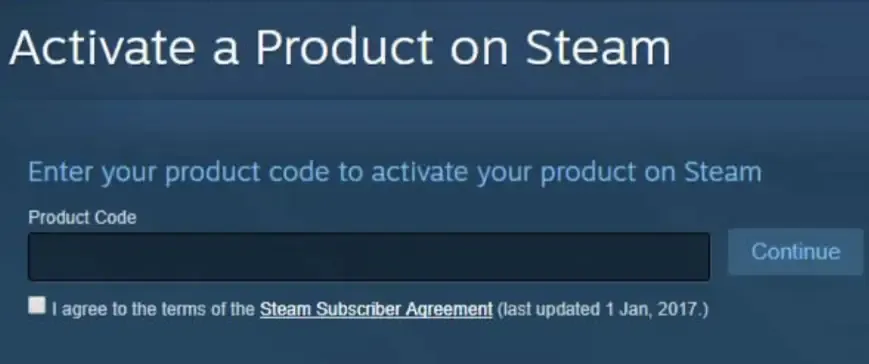 Activate a Product on Steam
Enter your product code to activate your product on Steam
Product Code
Continue
I agree to the terms of the Steam Subscriber Agreement (last updated 1 Jan, 2017.)